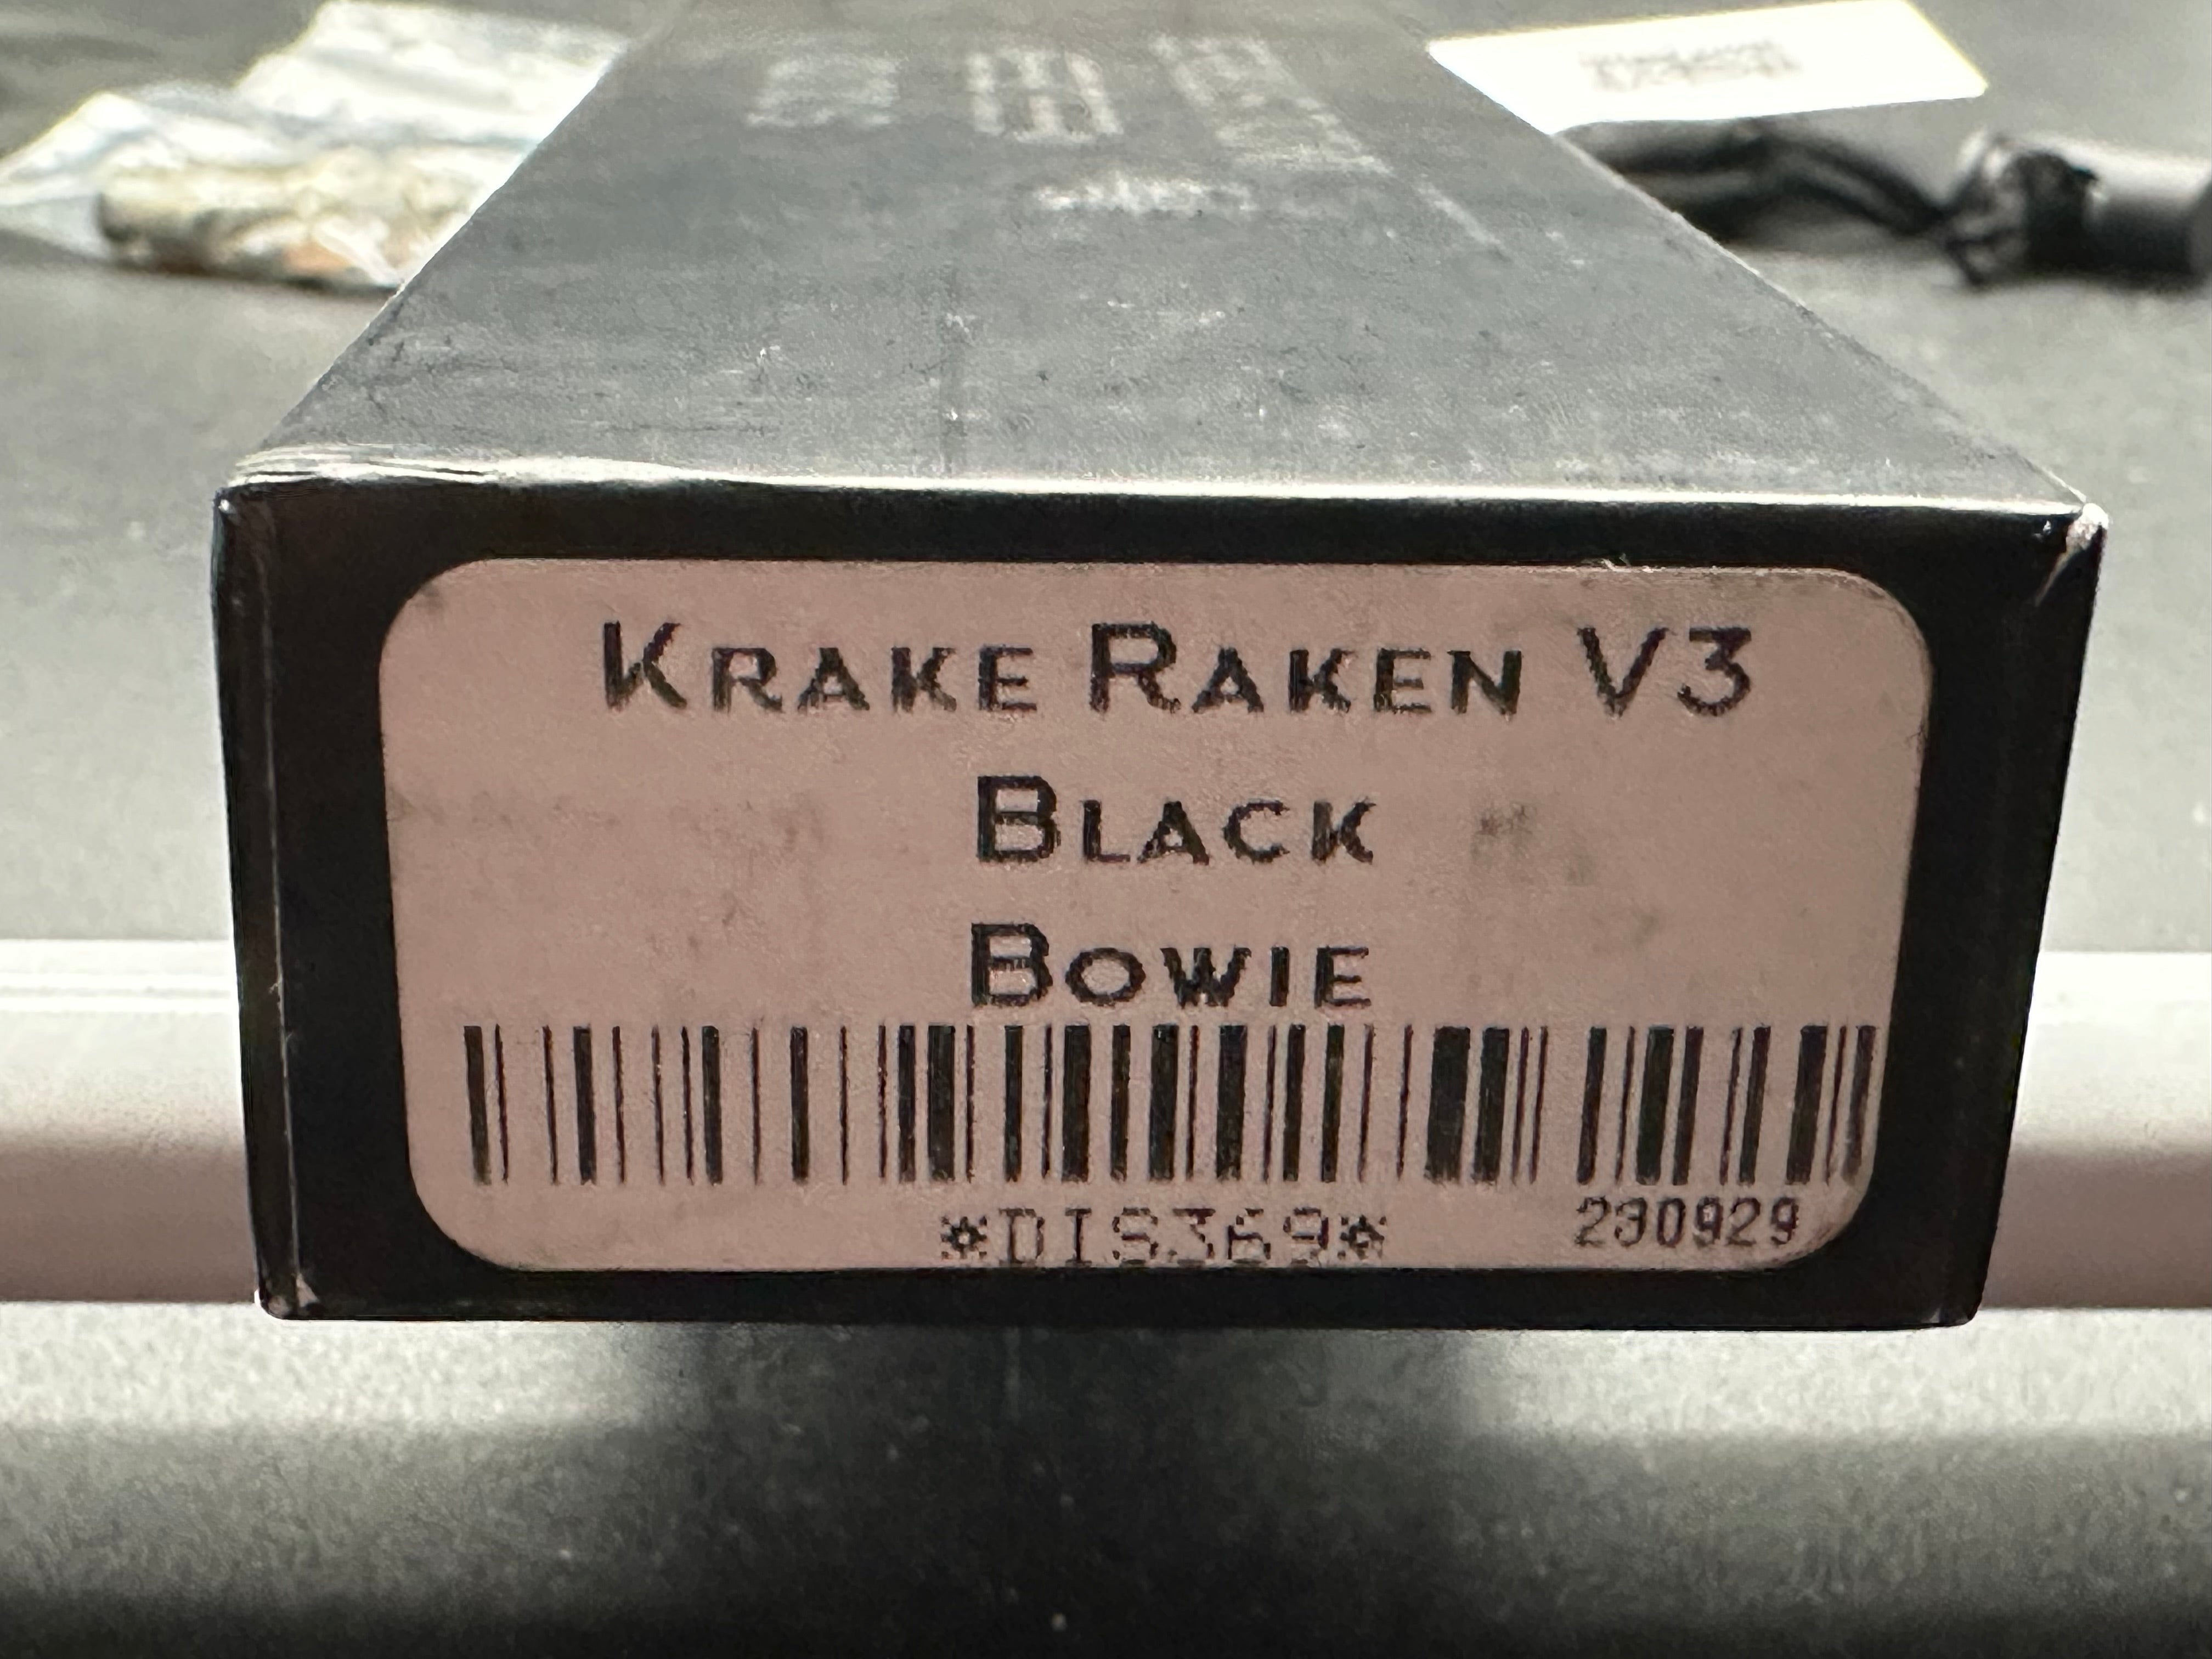 Krake Raken V3
Black
Bowie
*DIS369* 230929